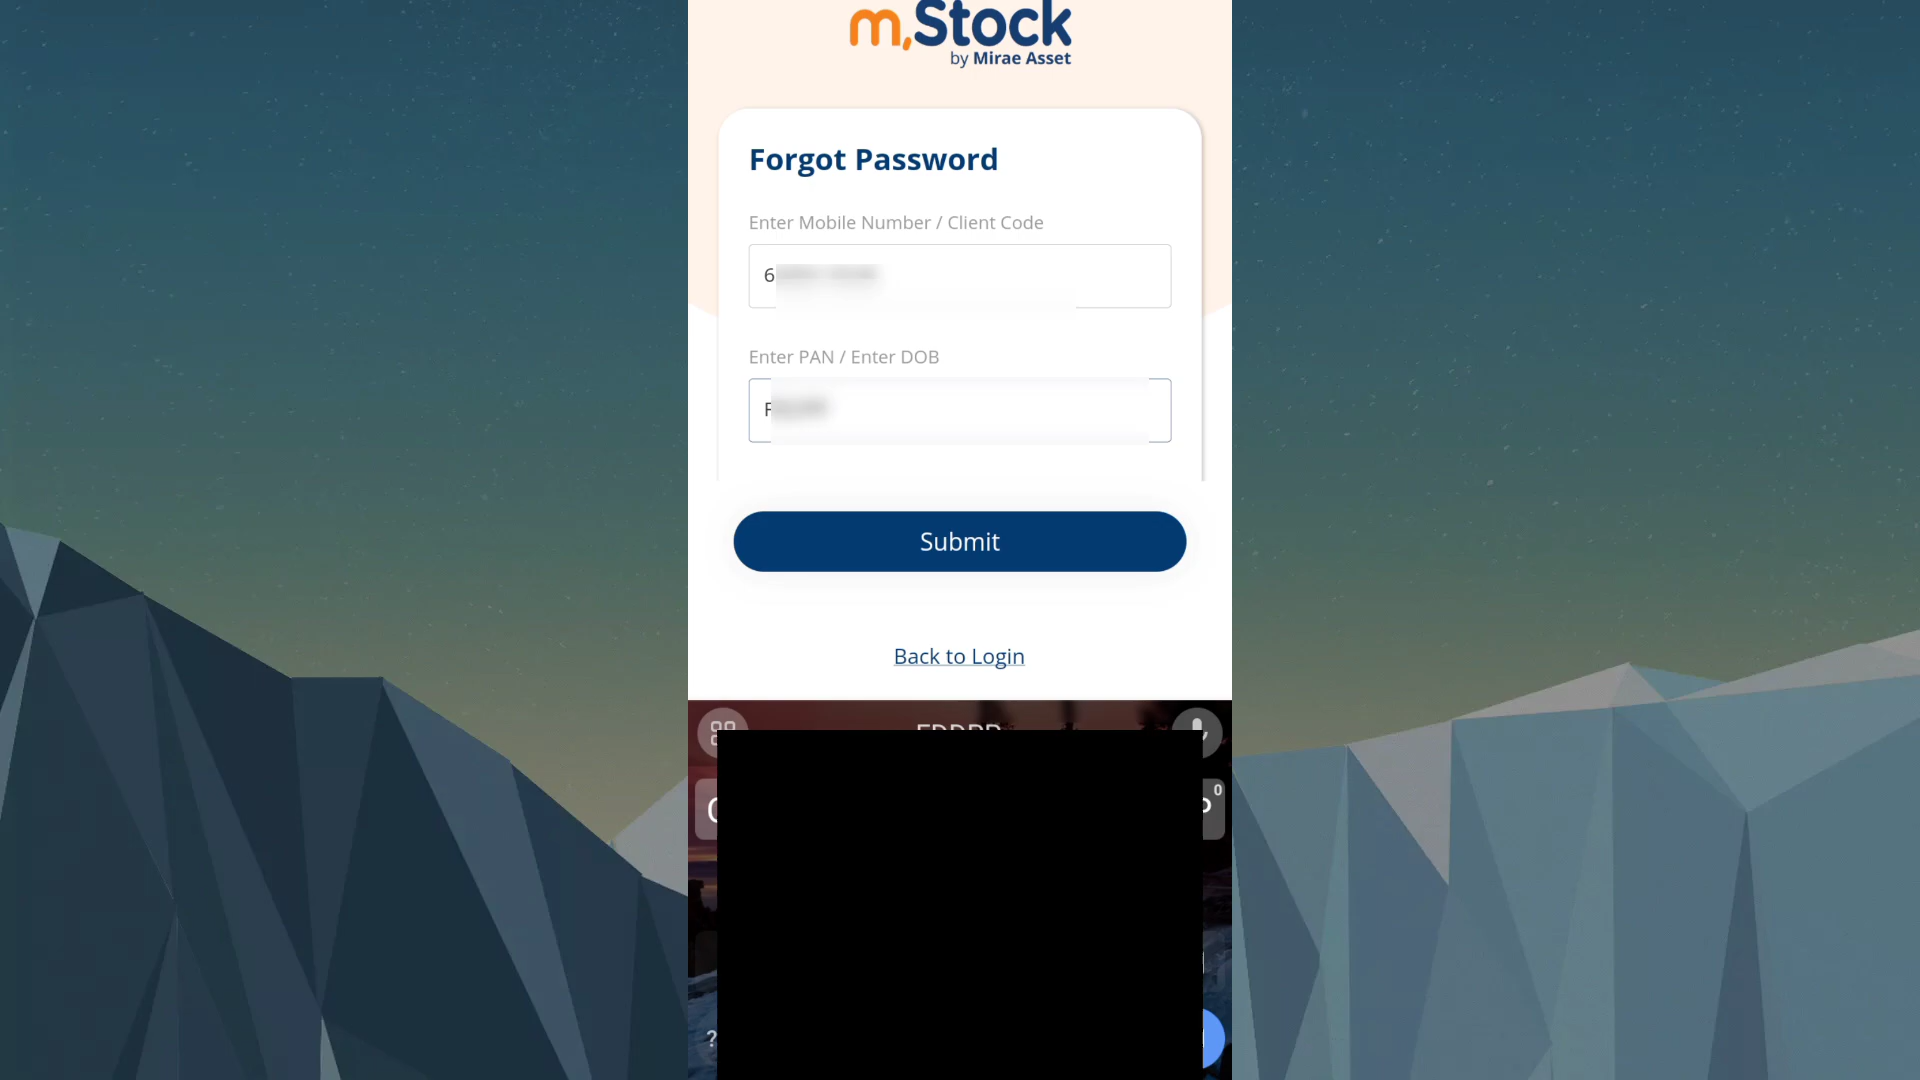 m.Stock
by Mirae Asset
Forgot Password
Enter Mobile Number / Client Code
6
Enter PAN / Enter DOB
F
Submit
Back to Login
0
?